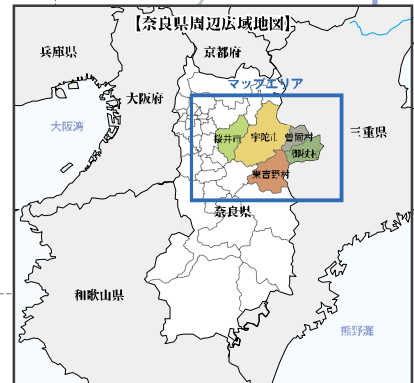 【奈良県周辺広域地図】
兵庫県
京都府
マップエリア
大阪府
大阪湾
三重県
桜井市
宇陀市
曽爾村
御杖村
東吉野村
奈良県
和歌山県
熊野灘